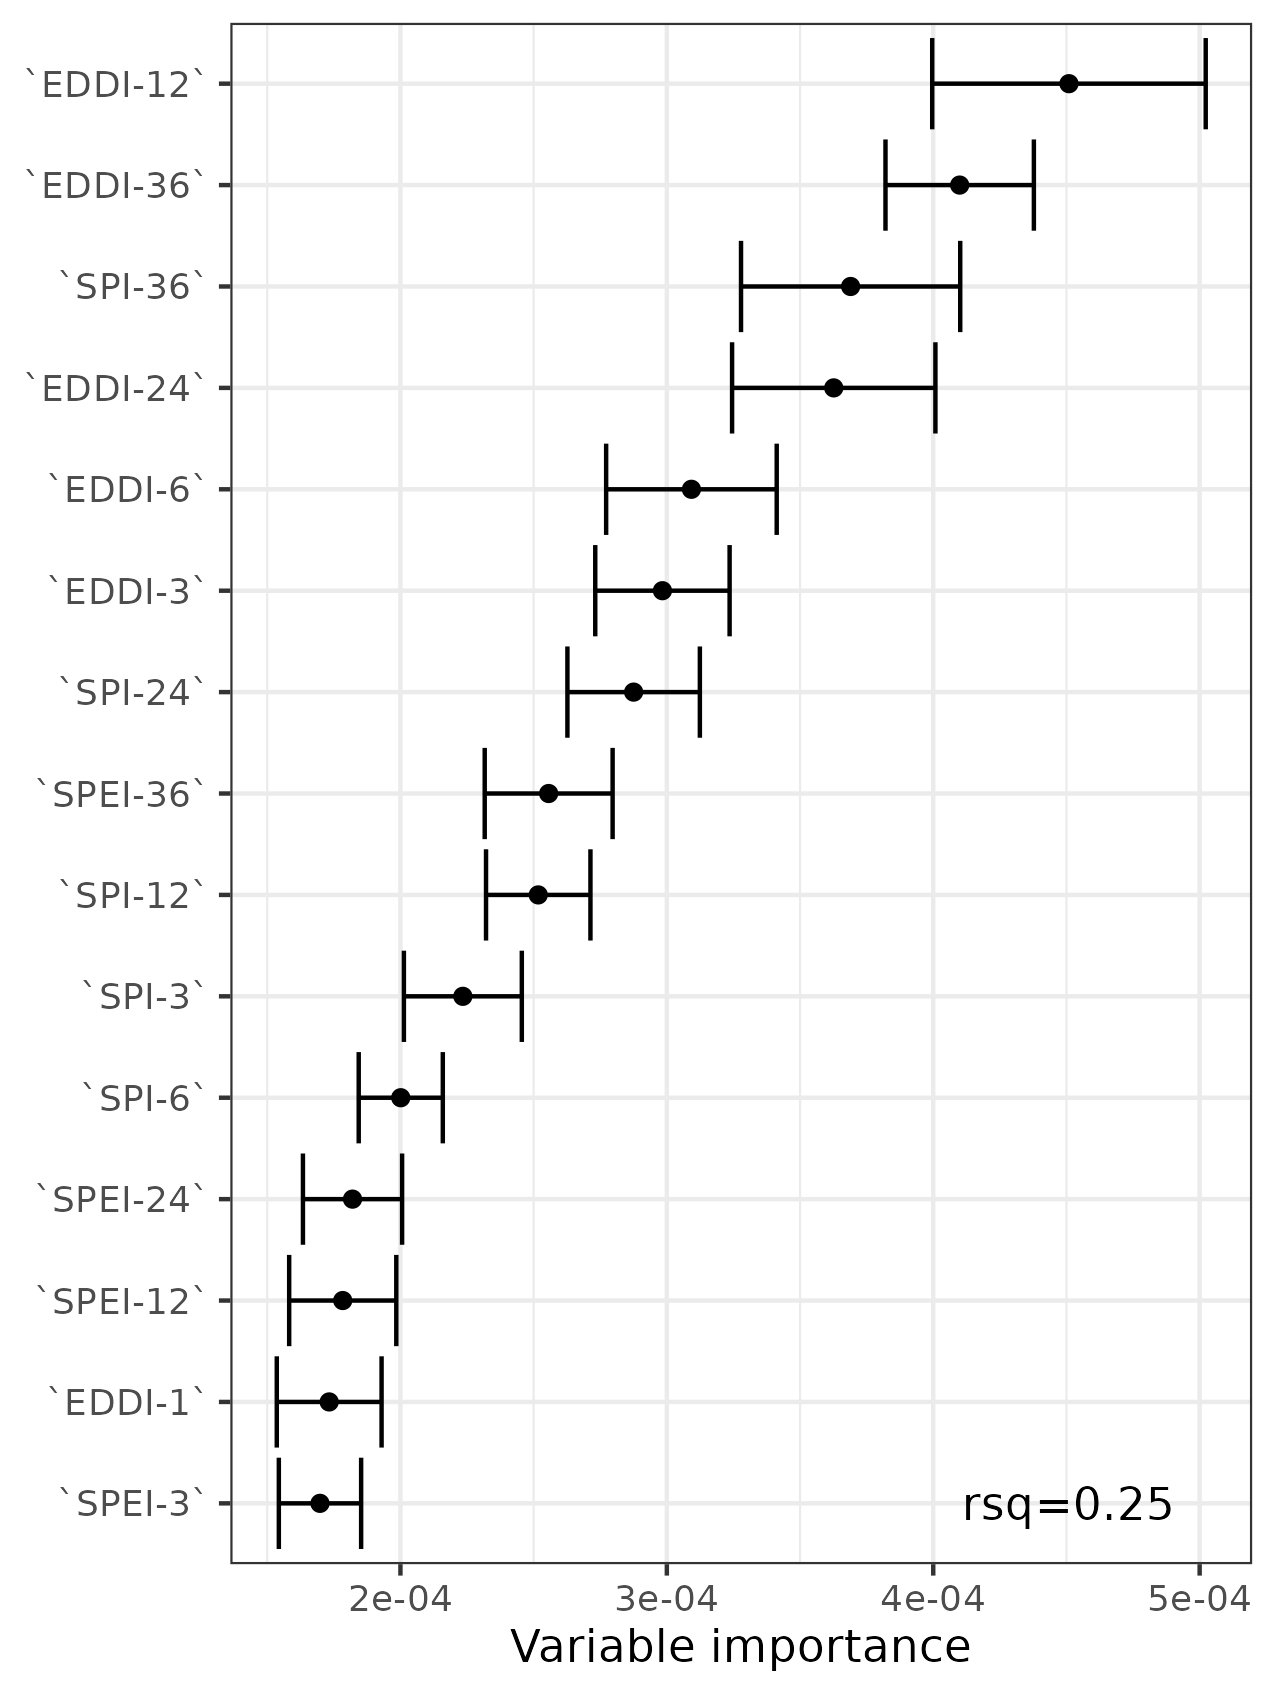 `EDDI-12`
`EDDI-36`
`SPI-36`
`EDDI-24`
`EDDI-6`
`EDDI-3`
`SPI-24`
`SPEI-36`
`SPI-12`
`SPI-3`
`SPI-6`
`SPEI-24`
`SPEI-12`
`EDDI-1`
`SPEI-3`
rsq=0.25
2e-04 3e-04 4e-04 5e-04
Variable importance